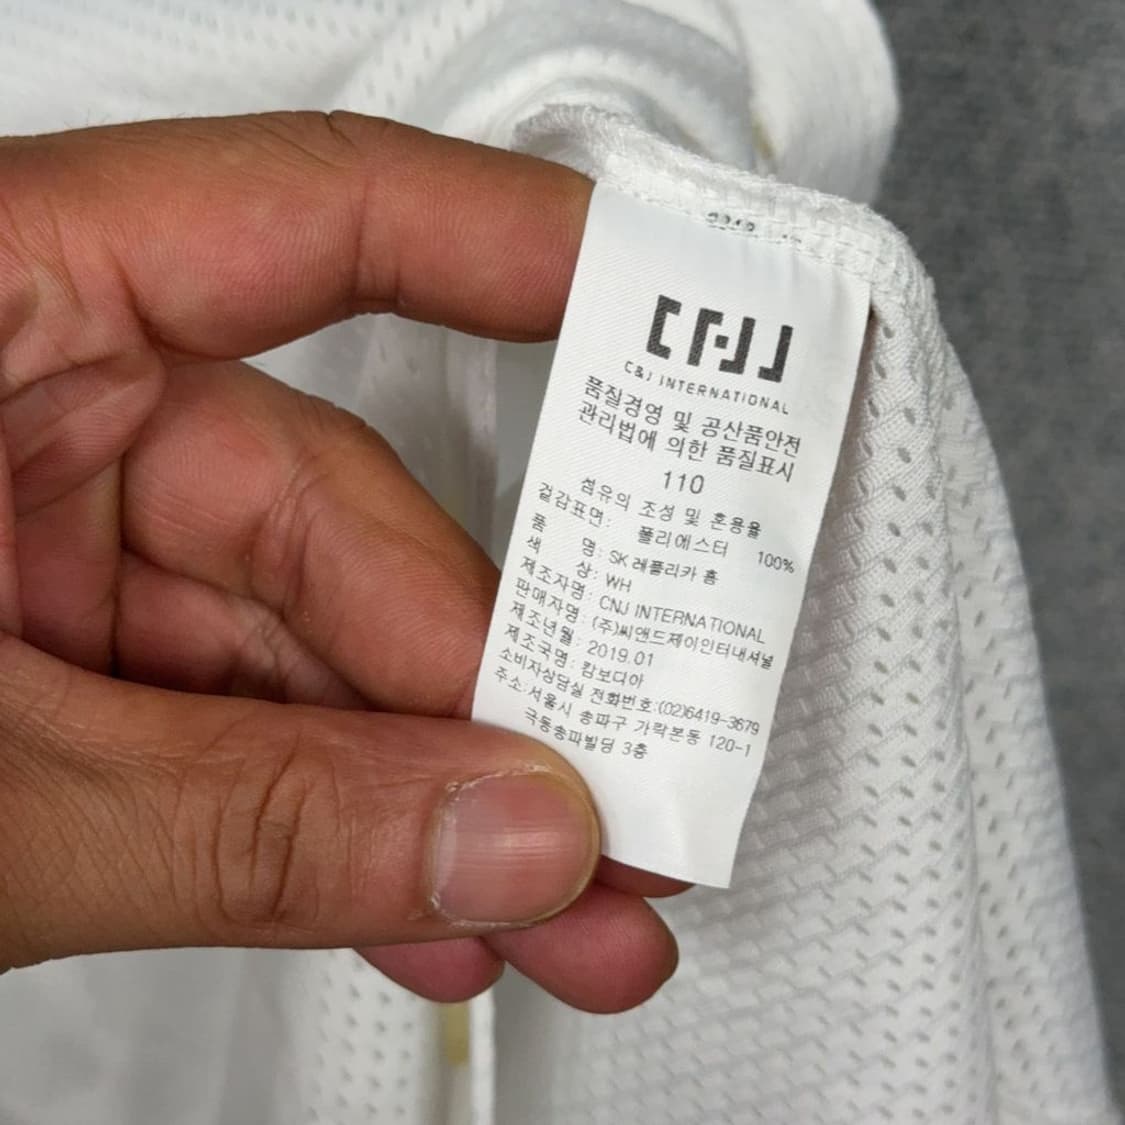 CNJ
C&J INTERNATIONAL
품질경영 및 공산품안전
관리법에 의한 품질표시
110
섬유의 조성 및 혼용율
겉감표면: 폴리에스터 100%
품 명: SK레플리카 홈
색 상: WH
제조자명: CNJ INTERNATIONAL
판매자명: (주)씨앤드제이인터내셔널
제조년월: 2019.01
제조국명: 캄보디아
소비자상담실 전화번호:(02)6419-3679
주소:서울시 송파구 가락본동 120-1
극동송파빌딩 3층